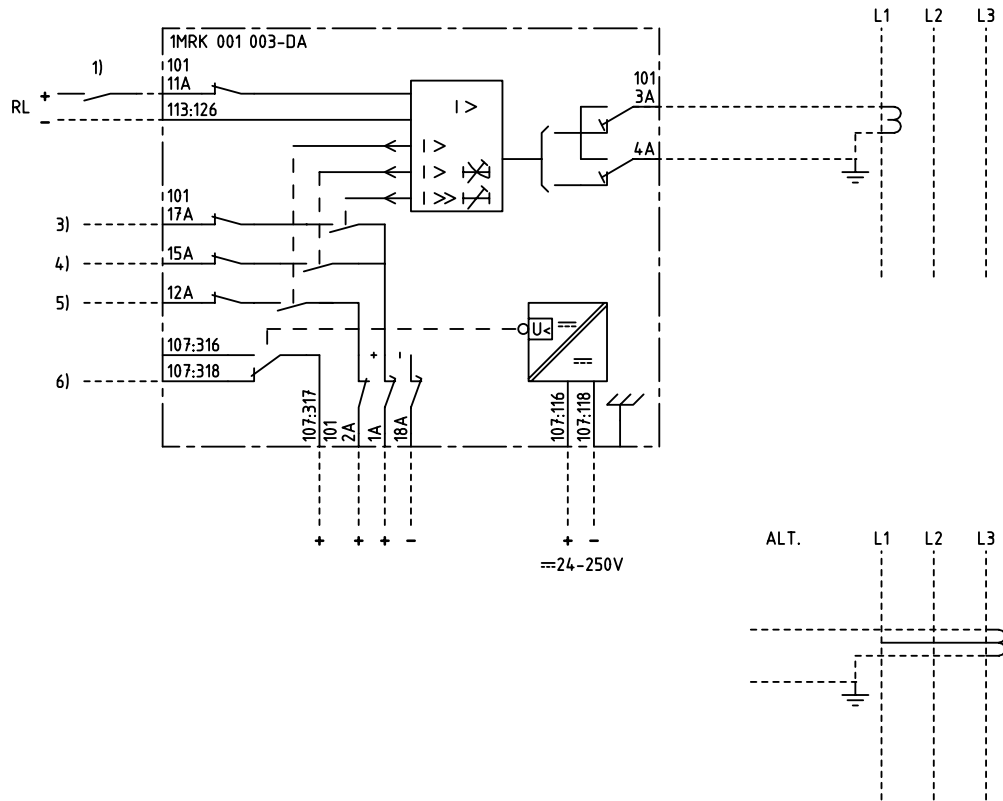 L1 L2 L3
1MRK 001 003-DA
1)
101
11A
RL + -
113:126
I >
101
3A
4A
I >
I >
I >>
101
17A
3)
15A
4)
12A
5)
107:316
107:318
6)
+ -
U<
107:317
101
2A
1A
18A
107:116
107:118
+ + + -
+ -
24-250V
ALT. L1 L2 L3